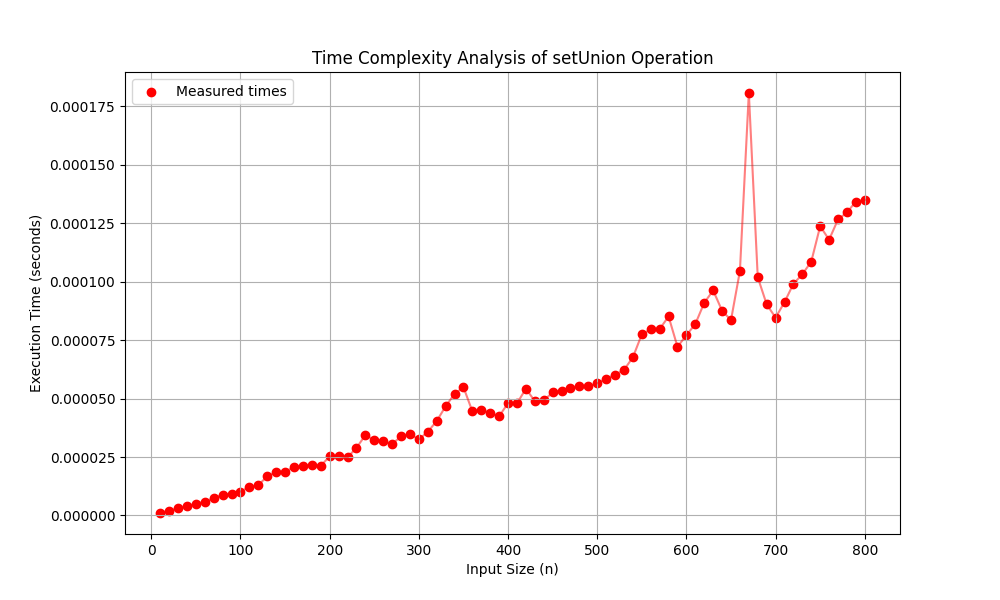 Time Complexity Analysis of setUnion Operation
Measured times
0.000175
0.000150
0.000125
0.000100
0.000075
0.000050
0.000025
0.000000
Execution Time (seconds)
0 100 200 300 400 500 600 700 800
Input Size (n)